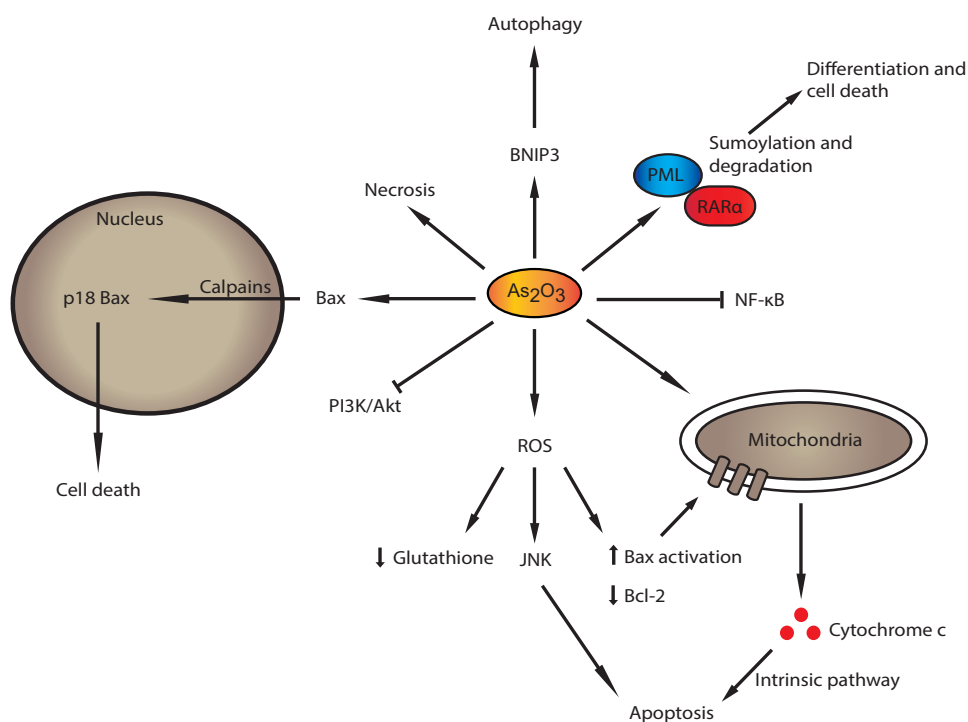 Autophagy
Differentiation and
cell death
Sumoylation and
degradation
BNIP3
PML
RARα
Necrosis
Nucleus
Calpains
p18 Bax
Bax
As₂O₃
NF-κB
PI3K/Akt
ROS
Mitochondria
Cell death
Glutathione
JNK
Bax activation
Bcl-2
Cytochrome c
Intrinsic pathway
Apoptosis